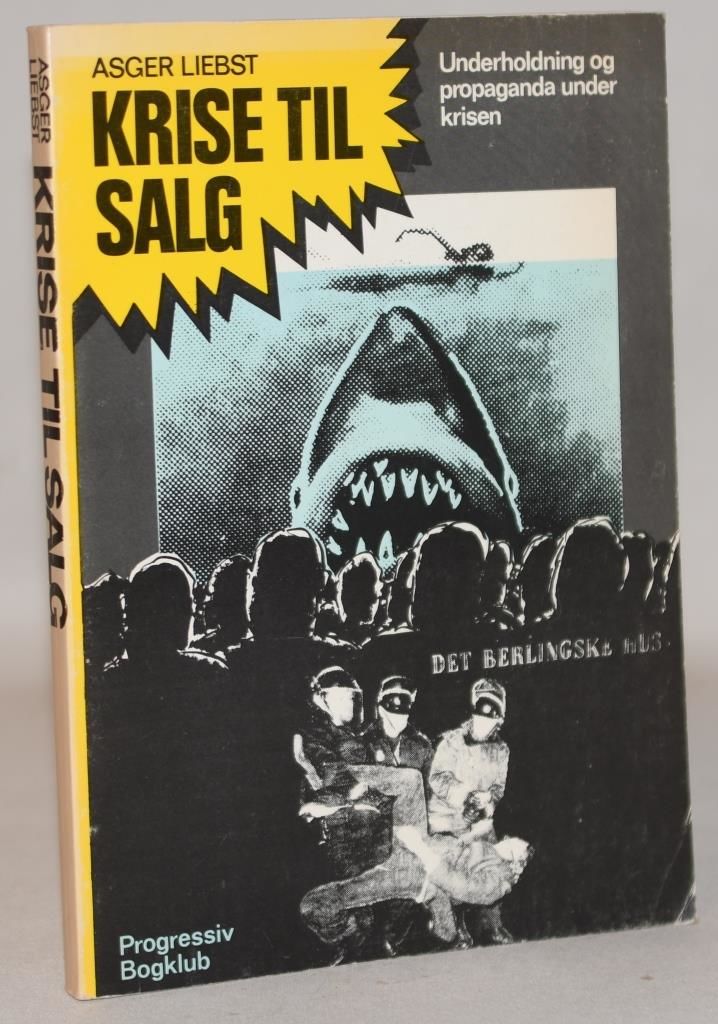 ASGER LIEBST
KRISE TIL
SALG
Underholdning og
propaganda under
krisen
DET BERLINGSKE HUS
Progressiv
Bogklub
ASGER
LIEBST
KRISE TIL SALG